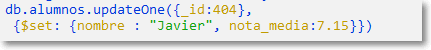 db.alumnos.updateOne({_id:404},
{$set: {nombre : "Javier", nota_media:7.15}})